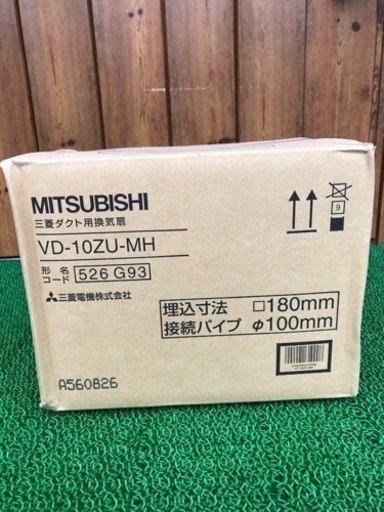 MITSUBISHI
三菱ダクト用換気扇
VD-10ZU-MH
形名
コード 526 G93
三菱電機株式会社
埋込寸法 □180mm
接続パイプ φ100mm
9
A560826